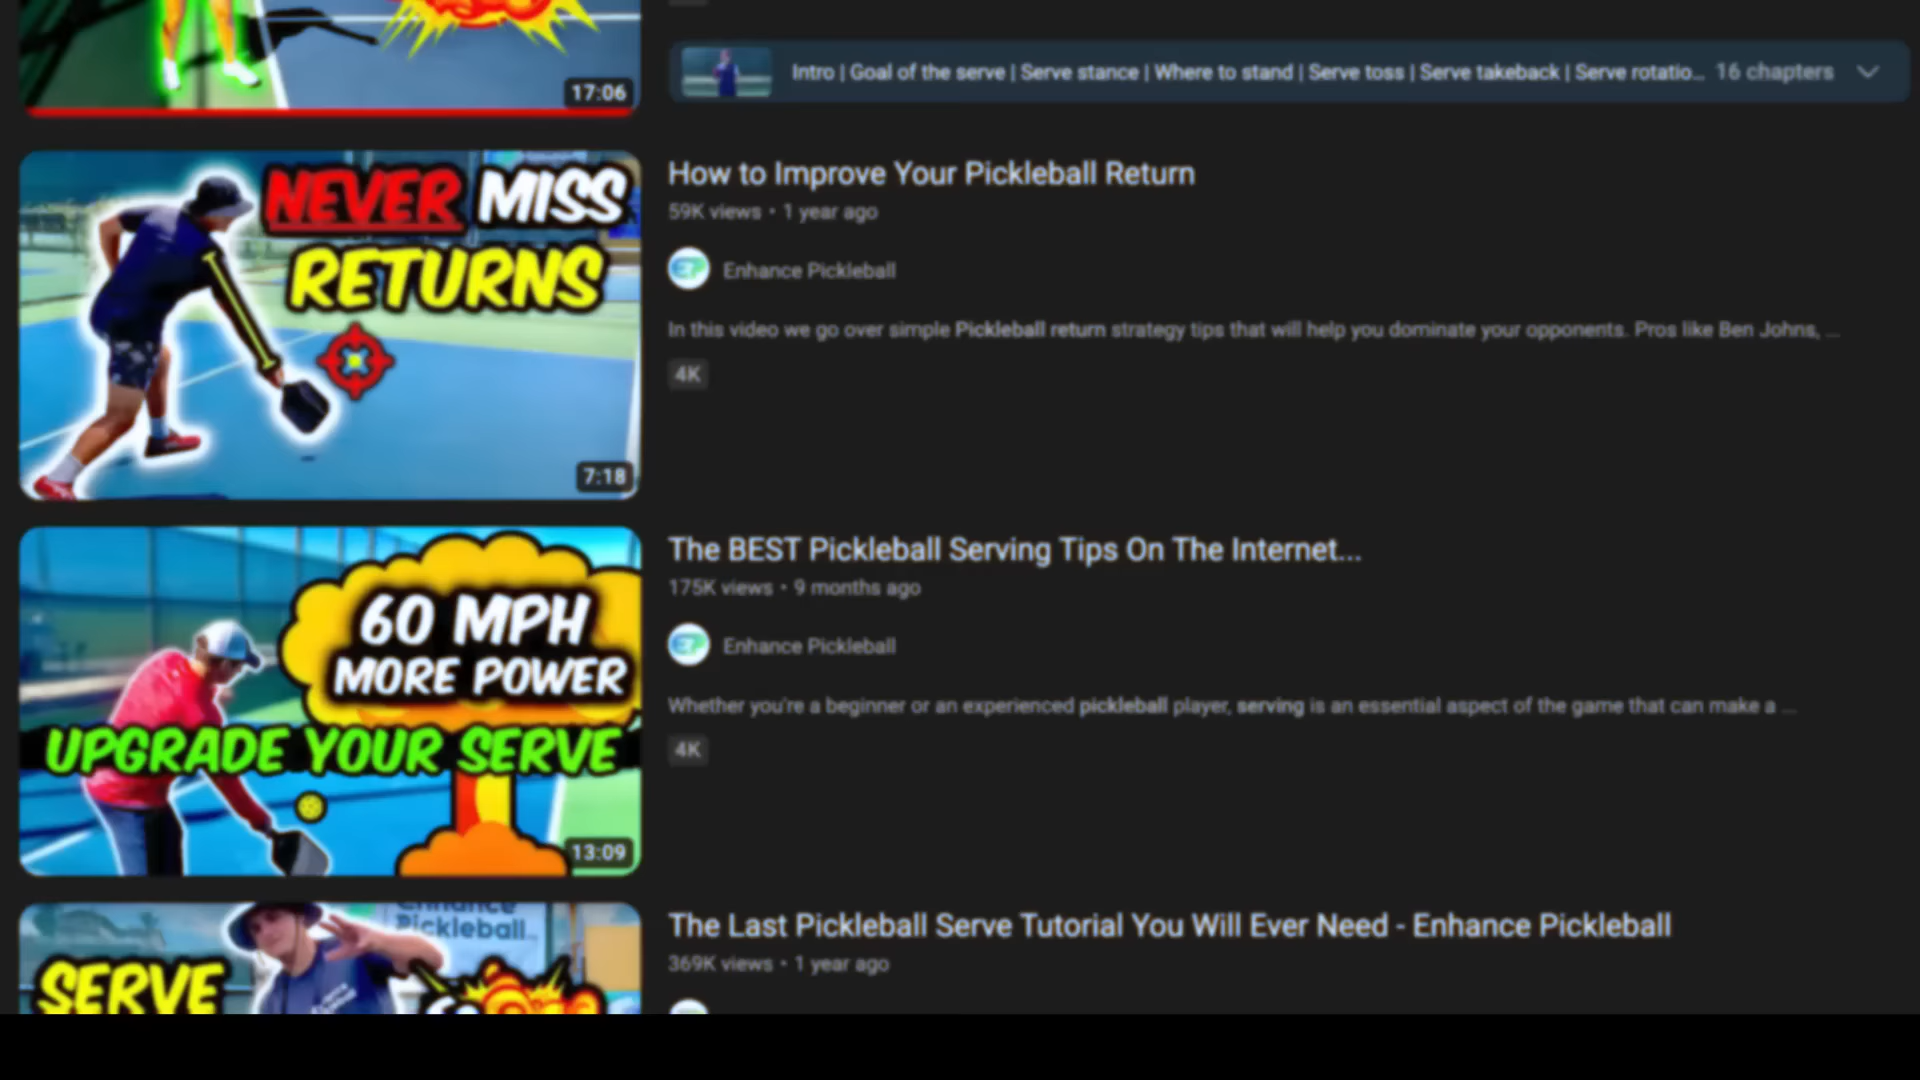 17:06
Intro | Goal of the serve | Serve stance | Where to stand | Serve toss | Serve takeback | Serve rotatio... 16 chapters
NEVER MISS
RETURNS
7:18
How to Improve Your Pickleball Return
59K views • 1 year ago
Enhance Pickleball
In this video we go over simple Pickleball return strategy tips that will help you dominate your opponents. Pros like Ben Johns, ...
4K
60 MPH
MORE POWER
UPGRADE YOUR SERVE
13:09
The BEST Pickleball Serving Tips On The Internet...
175K views • 9 months ago
Enhance Pickleball
Whether you're a beginner or an experienced pickleball player, serving is an essential aspect of the game that can make a ...
4K
Enhance
Pickleball
SERVE
The Last Pickleball Serve Tutorial You Will Ever Need - Enhance Pickleball
369K views • 1 year ago